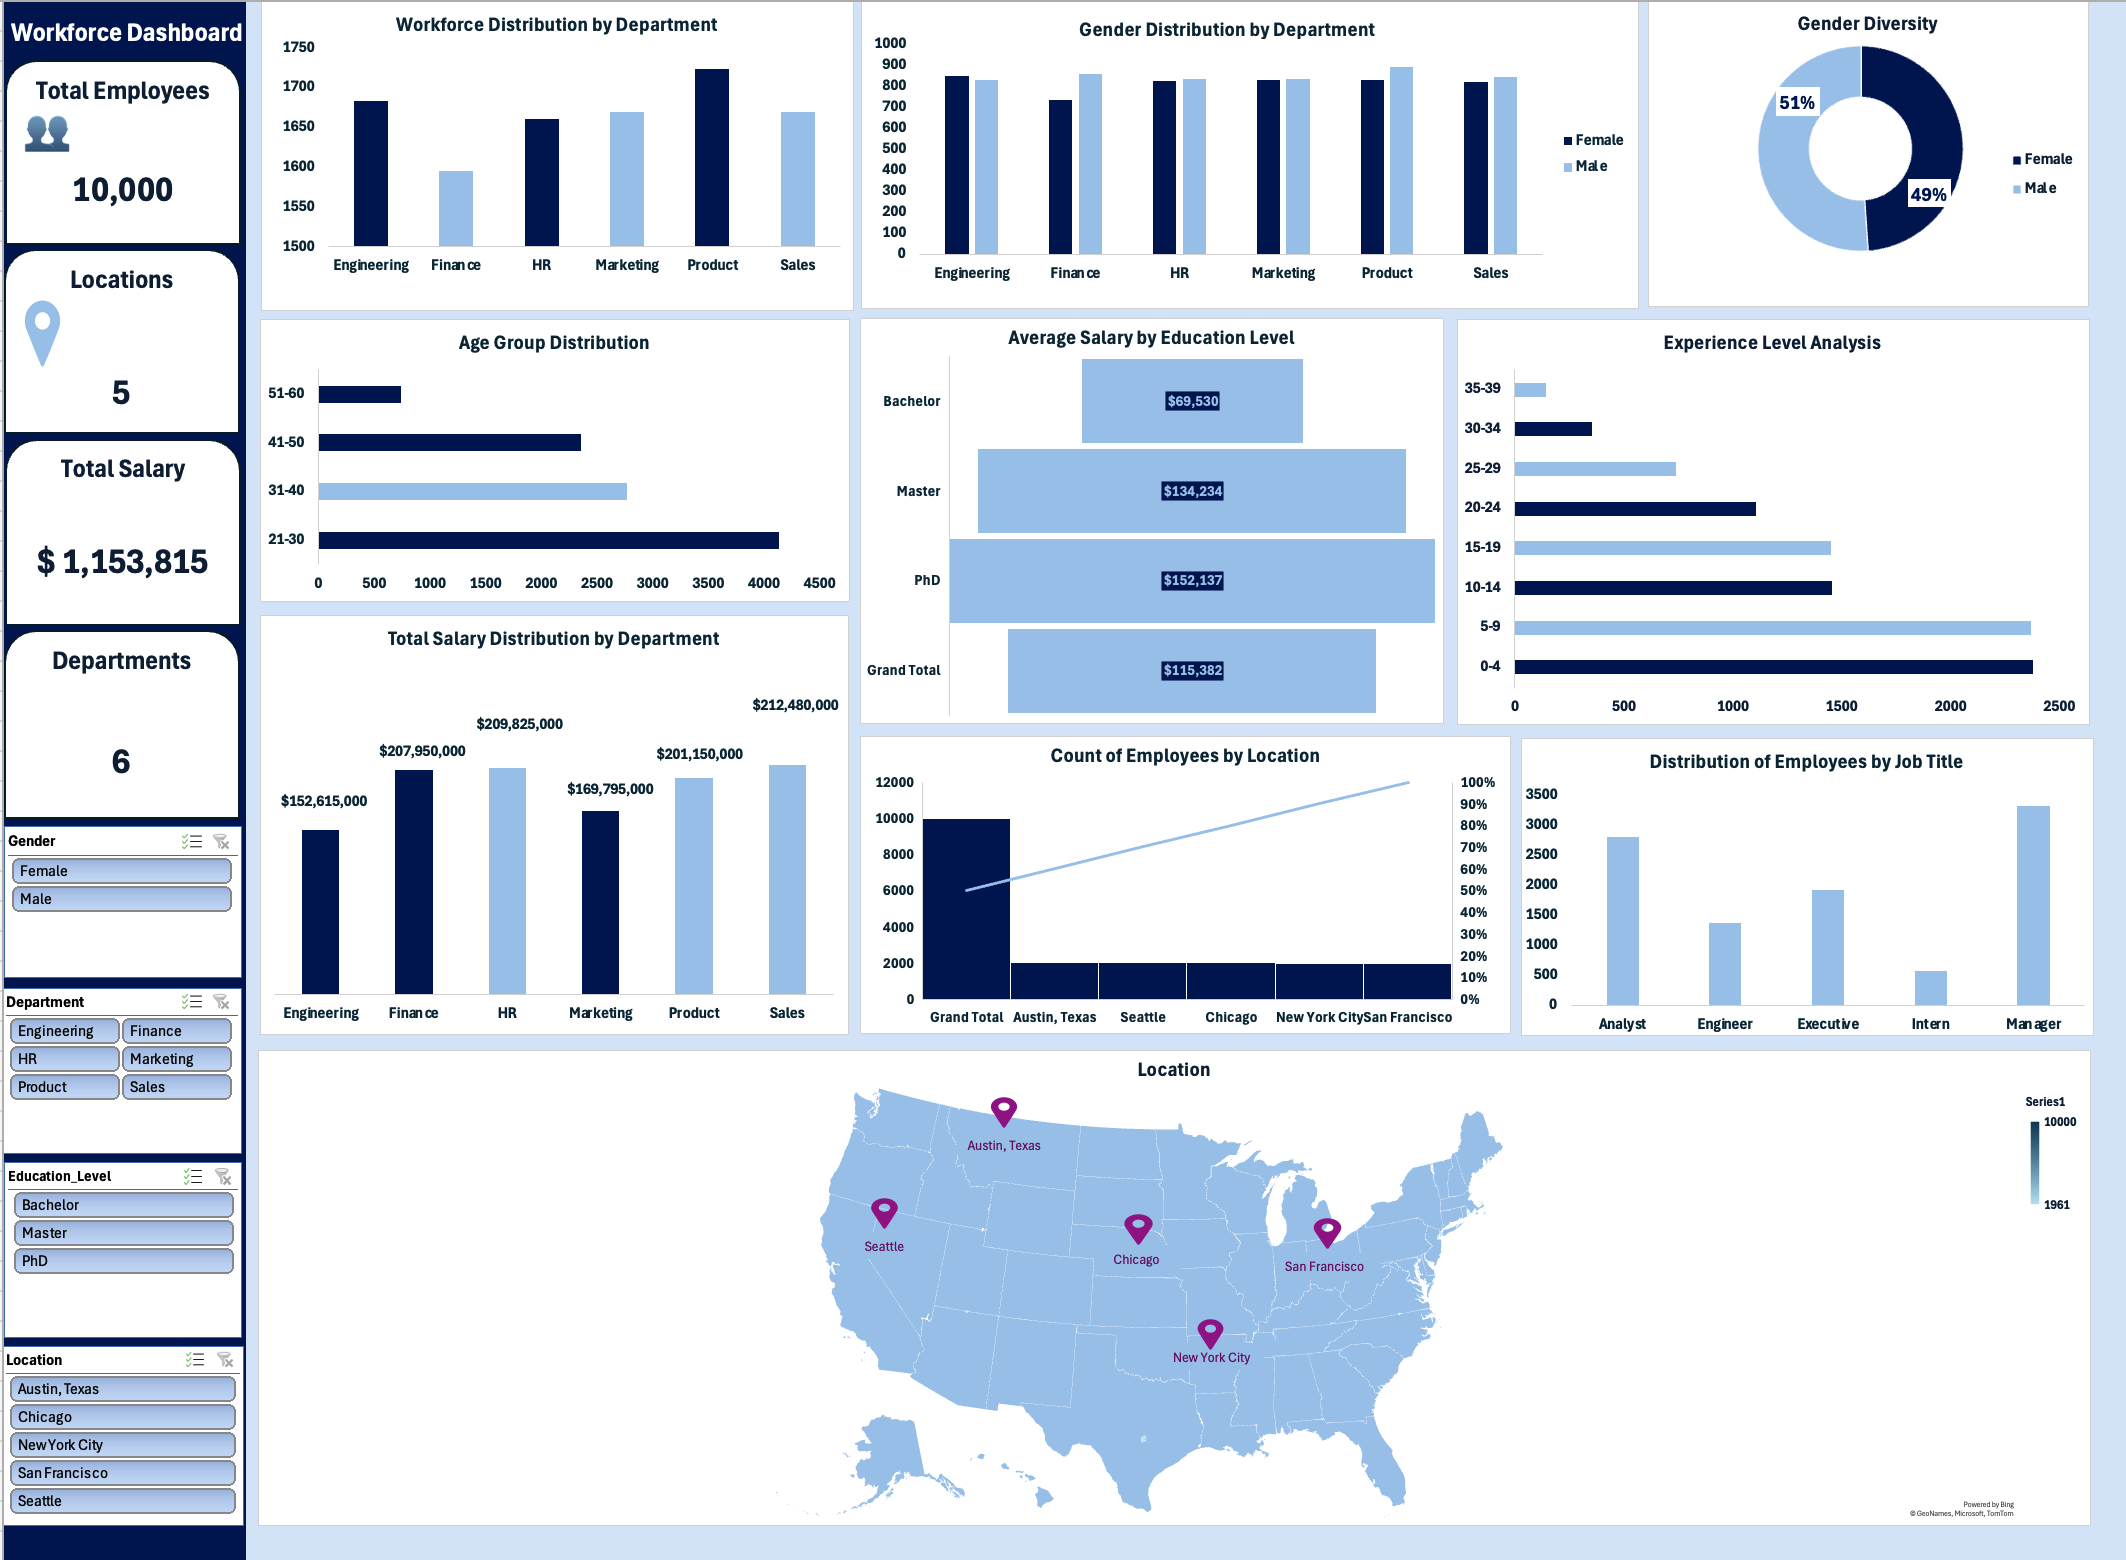 Workforce Dashboard
Total Employees
10,000
Locations
5
Total Salary
$ 1,153,815
Departments
6
Gender
Female
Male
Department
Engineering
Finance
HR
Marketing
Product
Sales
Education_Level
Bachelor
Master
PhD
Location
Austin, Texas
Chicago
New York City
San Francisco
Seattle
Workforce Distribution by Department
1750
1700
1650
1600
1550
1500
Engineering Finance HR Marketing Product Sales
Gender Distribution by Department
1000
900
800
700
600
500
400
300
200
100
0
Engineering Finance HR Marketing Product Sales
Female
Male
Gender Diversity
51%
49%
Female
Male
Age Group Distribution
51-60
41-50
31-40
21-30
0 500 1000 1500 2000 2500 3000 3500 4000 4500
Average Salary by Education Level
Bachelor $69,530
Master $134,234
PhD $152,137
Grand Total $115,382
Experience Level Analysis
35-39
30-34
25-29
20-24
15-19
10-14
5-9
0-4
0 500 1000 1500 2000 2500
Total Salary Distribution by Department
$152,615,000
$207,950,000
$209,825,000
$169,795,000
$201,150,000
$212,480,000
Engineering Finance HR Marketing Product Sales
Count of Employees by Location
12000
10000
8000
6000
4000
2000
0
100%
90%
80%
70%
60%
50%
40%
30%
20%
10%
0%
Grand Total Austin, Texas Seattle Chicago New York City San Francisco
Distribution of Employees by Job Title
3500
3000
2500
2000
1500
1000
500
0
Analyst Engineer Executive Intern Manager
Location
Austin, Texas
Seattle
Chicago
San Francisco
New York City
Series1
10000
1961
Powered by Bing
© GeoNames, Microsoft, TomTom